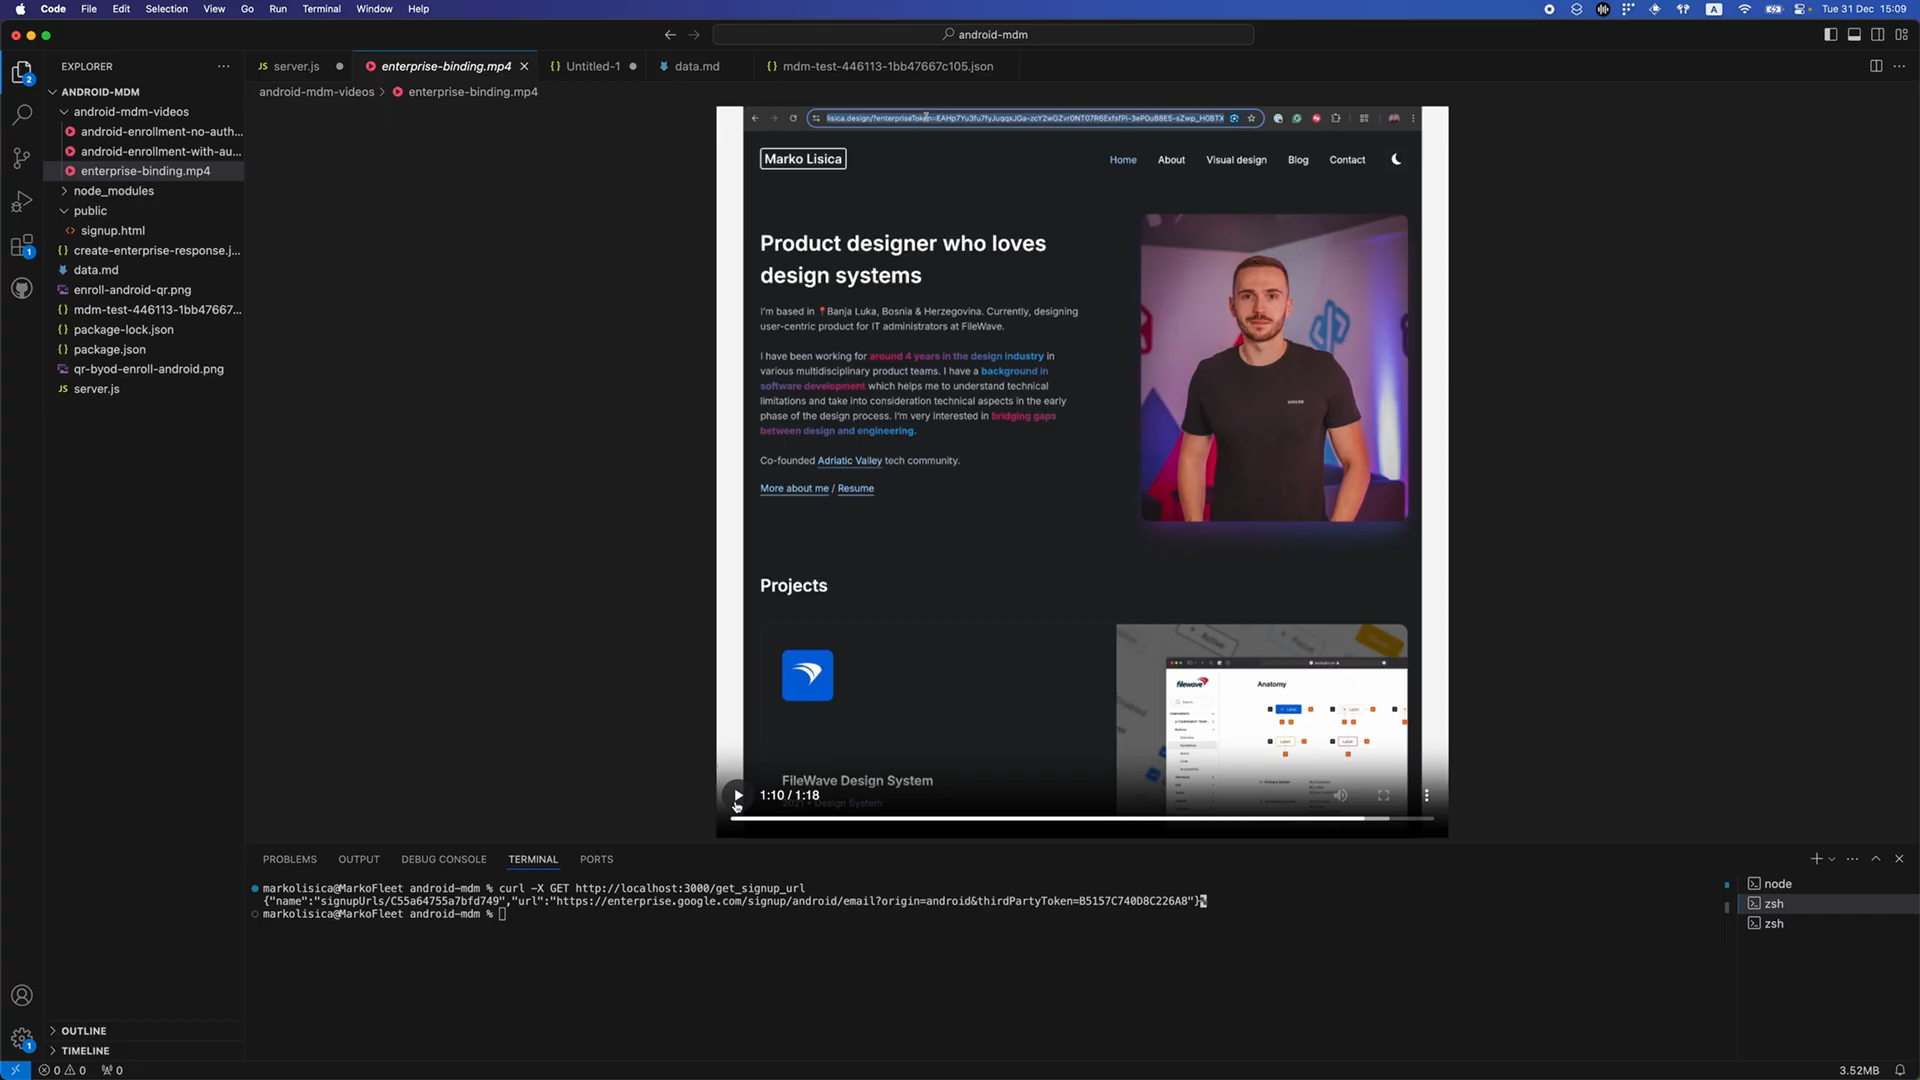 Code File Edit Selection View Go Run Terminal Window Help
A
Tue 31 Dec 15:09
android-mdm
EXPLORER
server.js
enterprise-binding.mp4
Untitled-1
data.md
mdm-test-446113-1bb47667c105.json
ANDROID-MDM
android-mdm-videos
android-enrollment-no-auth...
android-enrollment-with-au...
enterprise-binding.mp4
node_modules
public
signup.html
create-enterprise-response.j...
data.md
enroll-android-qr.png
mdm-test-446113-1bb47667...
package-lock.json
package.json
qr-byod-enroll-android.png
server.js
android-mdm-videos > enterprise-binding.mp4
Marko Lisica
Home About Visual design Blog Contact
Product designer who loves
design systems
I'm based in Banja Luka, Bosnia & Herzegovina. Currently, designing
user-centric product for IT administrators at FileWave.
I have been working for around 4 years in the design industry in
various multidisciplinary product teams. I have a background in
software development which helps me to understand technical
limitations and take into consideration technical aspects in the early
phase of the design process. I'm very interested in bridging gaps
between design and engineering.
Co-founded Adriatic Valley tech community.
More about me / Resume
Projects
filewave
Anatomy
FileWave Design System
2021 • Design System
1:10 / 1:18
PROBLEMS OUTPUT DEBUG CONSOLE TERMINAL PORTS
markolisica@MarkoFleet android-mdm % curl -X GET http://localhost:3000/get_signup_url
{"name":"signupUrls/C55a64755a7bfd749","url":"https://enterprise.google.com/signup/android/email?origin=android&thirdPartyToken=B5157C740D8C226A8"}%
markolisica@MarkoFleet android-mdm %
node
zsh
zsh
OUTLINE
TIMELINE
0 0 0
3.52MB